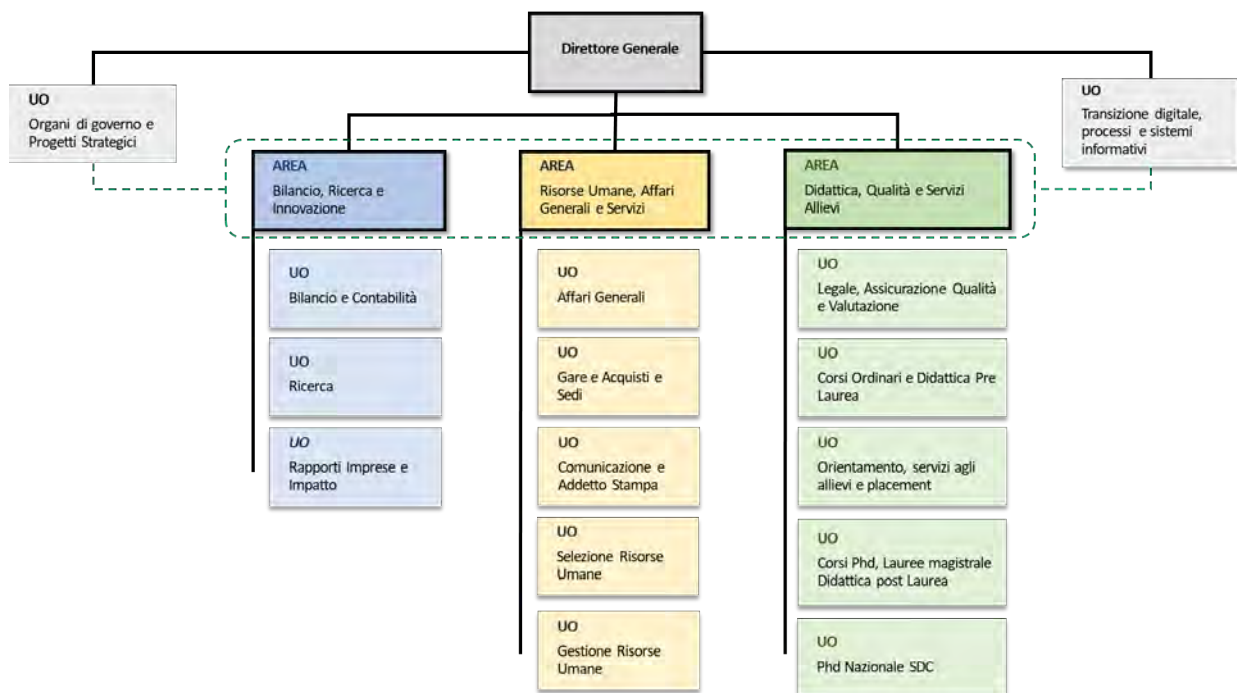 Direttore Generale
UO
Organi di governo e
Progetti Strategici
UO
Transizione digitale,
processi e sistemi
informativi
AREA
Bilancio, Ricerca e
Innovazione
UO
Bilancio e Contabilità
UO
Ricerca
UO
Rapporti Imprese e
Impatto
AREA
Risorse Umane, Affari
Generali e Servizi
UO
Affari Generali
UO
Gare e Acquisti e
Sedi
UO
Comunicazione e
Addetto Stampa
UO
Selezione Risorse
Umane
UO
Gestione Risorse
Umane
AREA
Didattica, Qualità e Servizi
Allievi
UO
Legale, Assicurazione Qualità
e Valutazione
UO
Corsi Ordinari e Didattica Pre
Laurea
UO
Orientamento, servizi agli
allievi e placement
UO
Corsi Phd, Lauree magistrale
Didattica post Laurea
UO
Phd Nazionale SDC